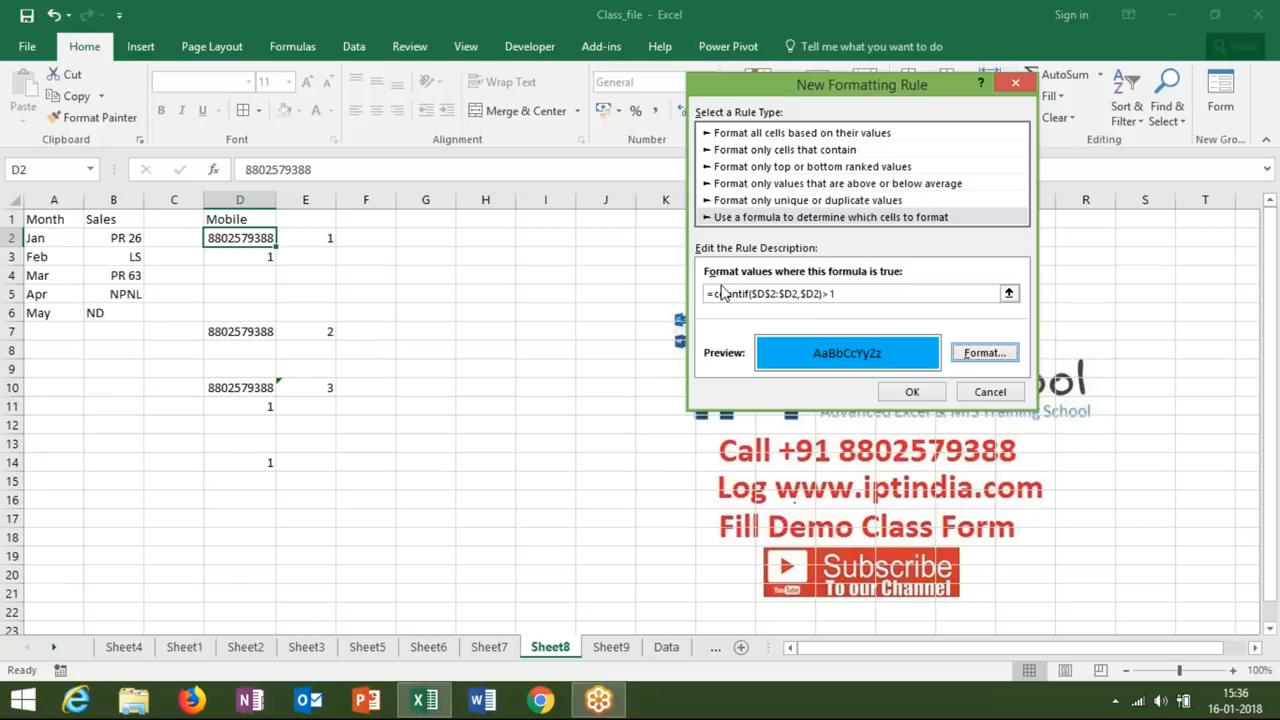 Class_file - Excel
Sign in
File Home Insert Page Layout Formulas Data Review View Developer Add-ins Help Power Pivot Tell me what you want to do Share
Paste
Cut
Copy
Format Painter
Clipboard
11
B I U
Font
Wrap Text
Merge & Center
Alignment
General
%
Number
AutoSum
Fill
Clear
Sort & Filter
Find & Select
Editing
Form
New Gro...
D2
fx
8802579388
A B C D E F G H I J K R S T
1 Month Sales Mobile
2 Jan PR 26 8802579388 1
3 Feb LS 1
4 Mar PR 63
5 Apr NPNL
6 May ND
7 8802579388 2
8
9
10 8802579388 3
11 1
12
13
14 1
15
16
17
18
19
20
21
22
23
New Formatting Rule
?
Select a Rule Type:
► Format all cells based on their values
► Format only cells that contain
► Format only top or bottom ranked values
► Format only values that are above or below average
► Format only unique or duplicate values
► Use a formula to determine which cells to format
Edit the Rule Description:
Format values where this formula is true:
=countif($D$2:$D2,$D2)>1
Preview:
AaBbCcYyZz
Format...
OK
Cancel
Advanced Excel & MIS Training School
Call +91 8802579388
Log www.iptindia.com
Fill Demo Class Form
YouTube
Subscribe
To our Channel
Sheet4 Sheet1 Sheet2 Sheet3 Sheet5 Sheet6 Sheet7 Sheet8 Sheet9 Data ...
Ready
100%
15:36
16-01-2018